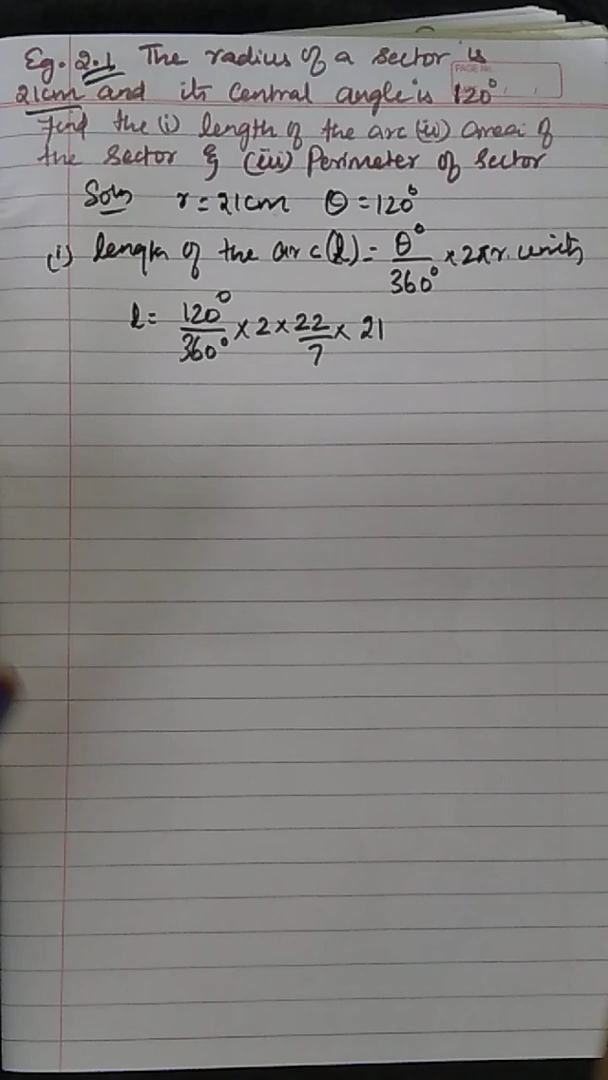 Eg. 2.1 The radius of a sector is
21cm and its central angle is 120°.
Find the (i) length of the arc (ii) area of
the sector & (iii) Perimeter of sector
Soln r = 21cm θ = 120°
(i) length of the arc (l) = θ°/360° × 2πr. units
l = 120°/360° × 2 × 22/7 × 21
PAGE No.